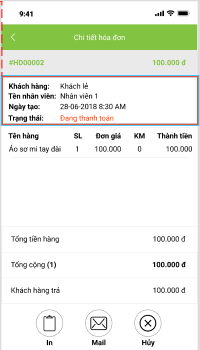 9:41
Chi tiết hóa đơn
#HD00002 100.000 đ
Khách hàng: Khách lẻ
Tên nhân viên: Nhân viên 1
Ngày tạo: 28-06-2018 8:30 AM
Trạng thái: Đang thanh toán
Tên hàng SL Đơn giá KM Thành tiền
Áo sơ mi tay dài 1 100.000 0 100.000
Tổng tiền hàng 100.000 đ
Tổng cộng (1) 100.000 đ
Khách hàng trả 100.000 đ
In Mail Hủy